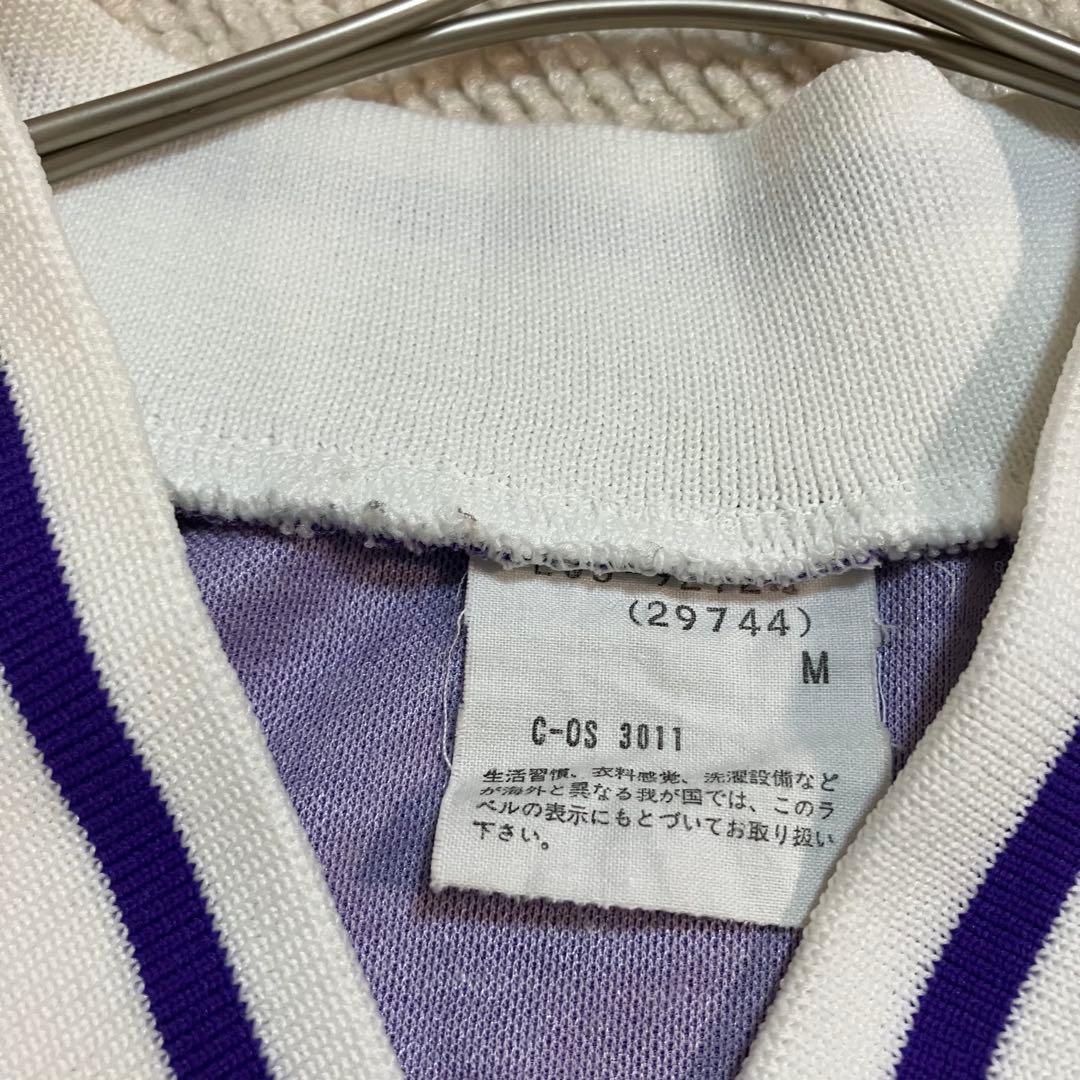 (29744)
M
C-OS 3011
生活習慣、衣料感覚、洗濯設備など
が海外と異なる我が国では、このラ
ベルの表示にもとづいてお取り扱い
下さい。